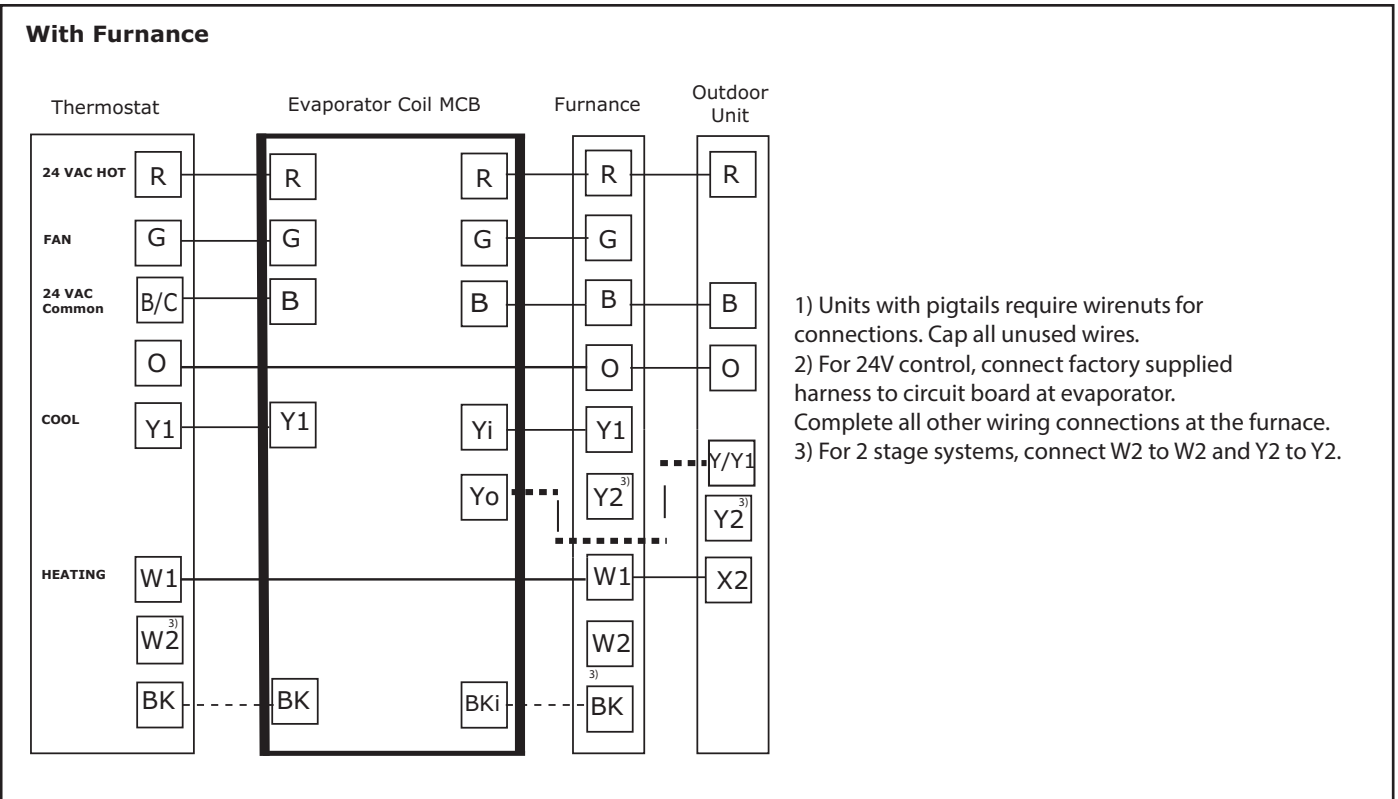 With Furnance
Thermostat
Evaporator Coil MCB
Furnance
Outdoor
Unit
24 VAC HOT R R R R R
FAN G G G G
24 VAC
Common B/C B B B B
O O O
COOL Y1 Y1 Yi Y1 Y/Y1
Yo Y2 3) Y2 3)
HEATING W1 W1 X2
W2 3) W2 3)
BK BK BKi BK
1) Units with pigtails require wirenuts for
connections. Cap all unused wires.
2) For 24V control, connect factory supplied
harness to circuit board at evaporator.
Complete all other wiring connections at the furnace.
3) For 2 stage systems, connect W2 to W2 and Y2 to Y2.